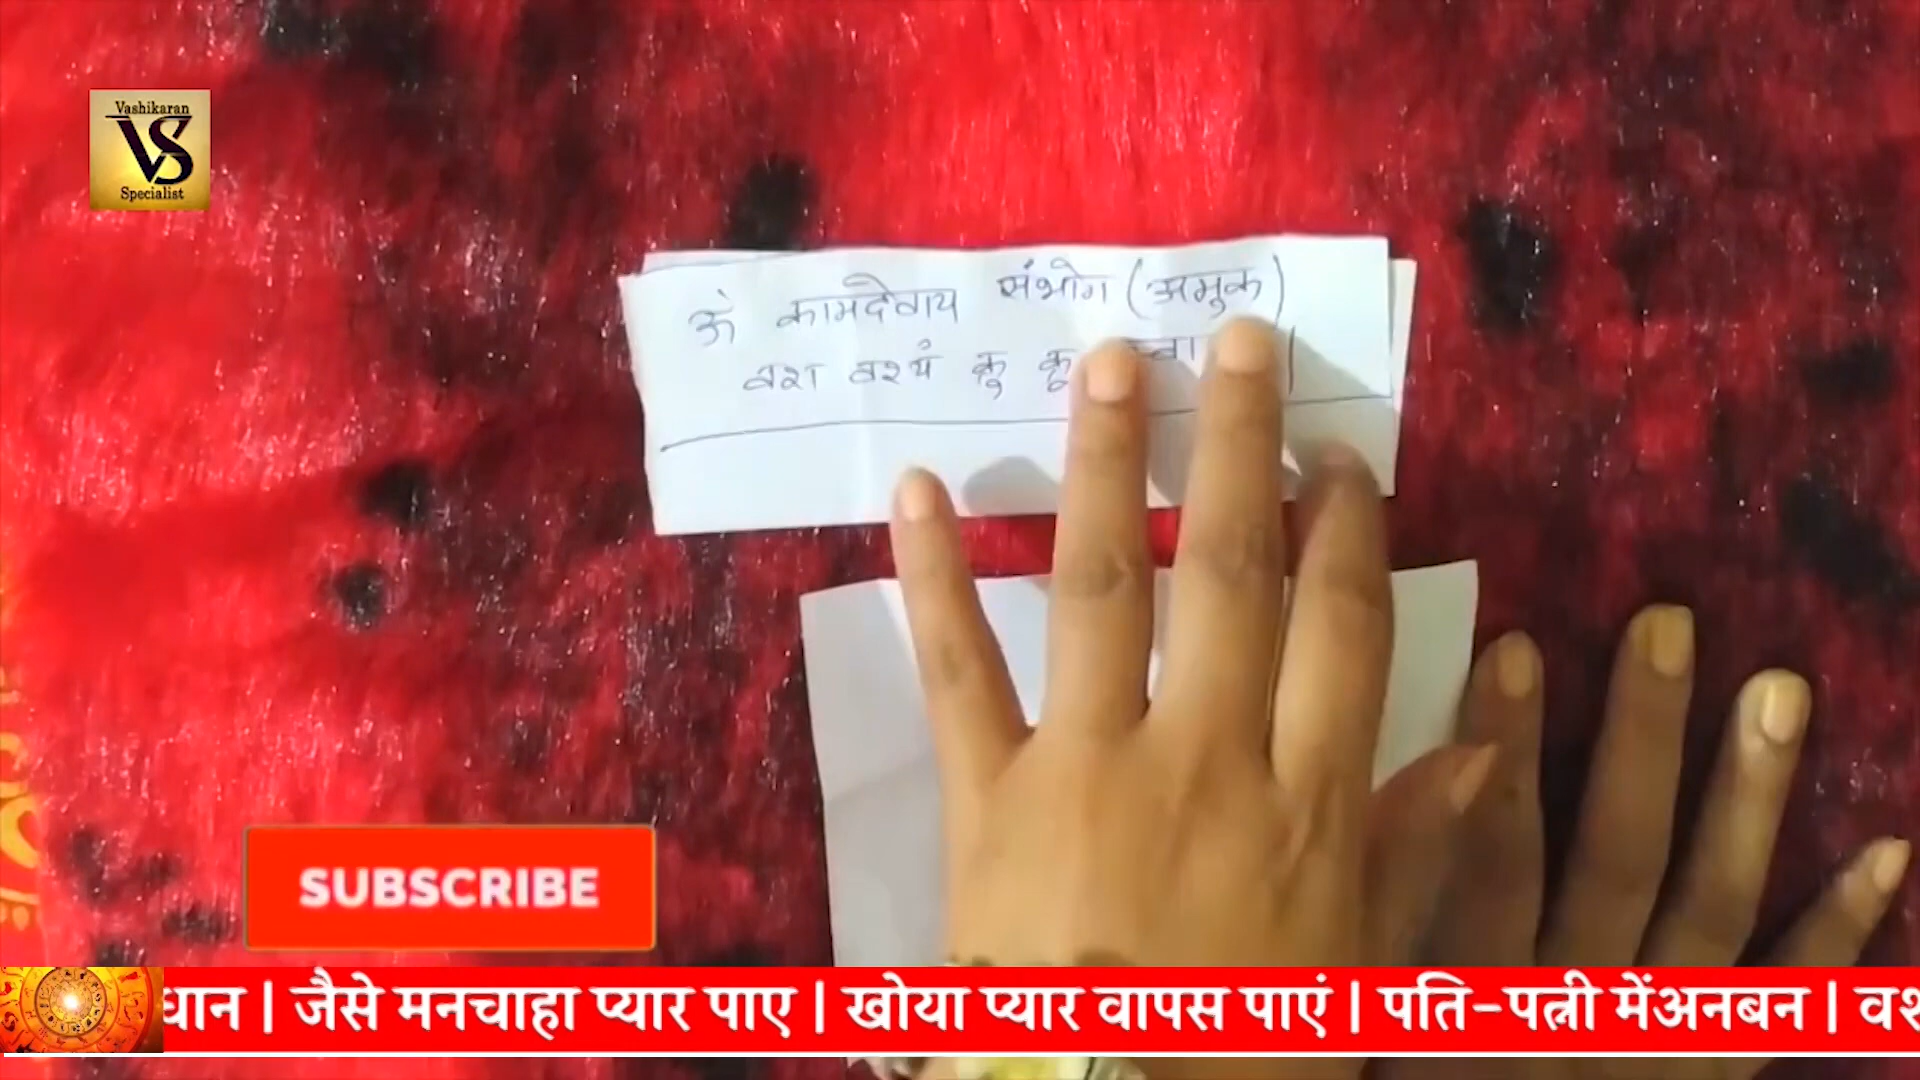 Vashikaran
VS
Specialist
ॐ कामदेवाय संभोग (अमुक)
वश वश्यं कु कू
SUBSCRIBE
धान | जैसे मनचाहा प्यार पाए | खोया प्यार वापस पाएं | पति-पत्नी मेंअनबन | वश